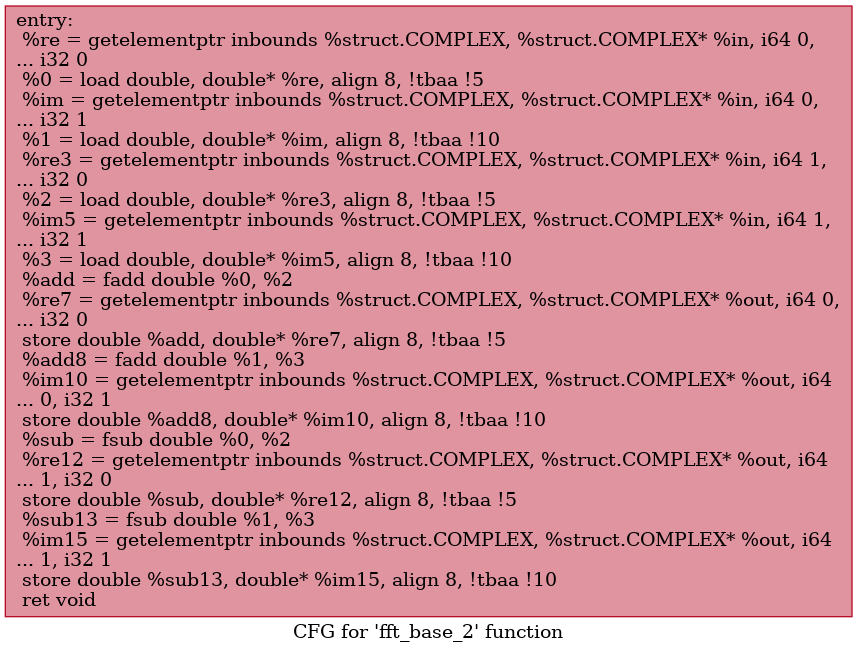 entry:
%re = getelementptr inbounds %struct.COMPLEX, %struct.COMPLEX* %in, i64 0,
... i32 0
%0 = load double, double* %re, align 8, !tbaa !5
%im = getelementptr inbounds %struct.COMPLEX, %struct.COMPLEX* %in, i64 0,
... i32 1
%1 = load double, double* %im, align 8, !tbaa !10
%re3 = getelementptr inbounds %struct.COMPLEX, %struct.COMPLEX* %in, i64 1,
... i32 0
%2 = load double, double* %re3, align 8, !tbaa !5
%im5 = getelementptr inbounds %struct.COMPLEX, %struct.COMPLEX* %in, i64 1,
... i32 1
%3 = load double, double* %im5, align 8, !tbaa !10
%add = fadd double %0, %2
%re7 = getelementptr inbounds %struct.COMPLEX, %struct.COMPLEX* %out, i64 0,
... i32 0
store double %add, double* %re7, align 8, !tbaa !5
%add8 = fadd double %1, %3
%im10 = getelementptr inbounds %struct.COMPLEX, %struct.COMPLEX* %out, i64
... 0, i32 1
store double %add8, double* %im10, align 8, !tbaa !10
%sub = fsub double %0, %2
%re12 = getelementptr inbounds %struct.COMPLEX, %struct.COMPLEX* %out, i64
... 1, i32 0
store double %sub, double* %re12, align 8, !tbaa !5
%sub13 = fsub double %1, %3
%im15 = getelementptr inbounds %struct.COMPLEX, %struct.COMPLEX* %out, i64
... 1, i32 1
store double %sub13, double* %im15, align 8, !tbaa !10
ret void
CFG for 'fft_base_2' function